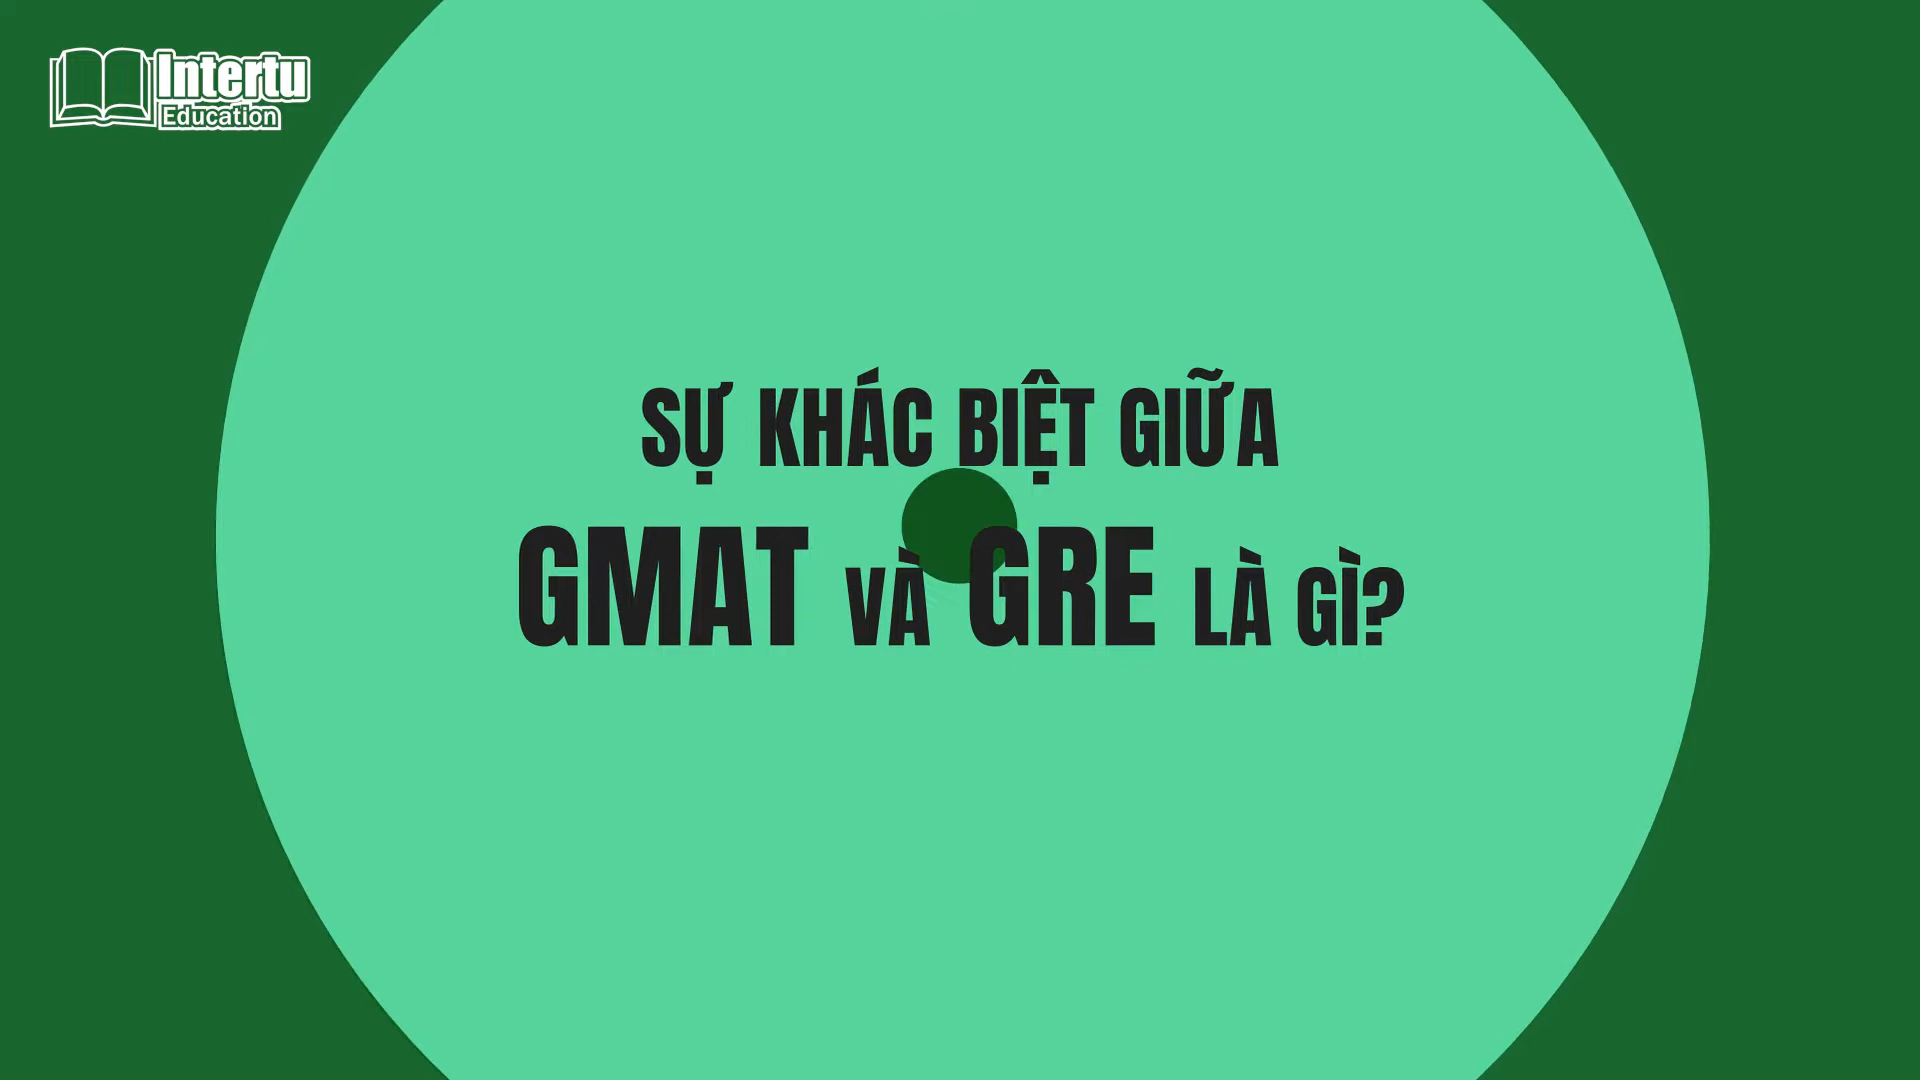 Intertu
Education
SỰ KHÁC BIỆT GIỮA
GMAT VÀ GRE LÀ GÌ?